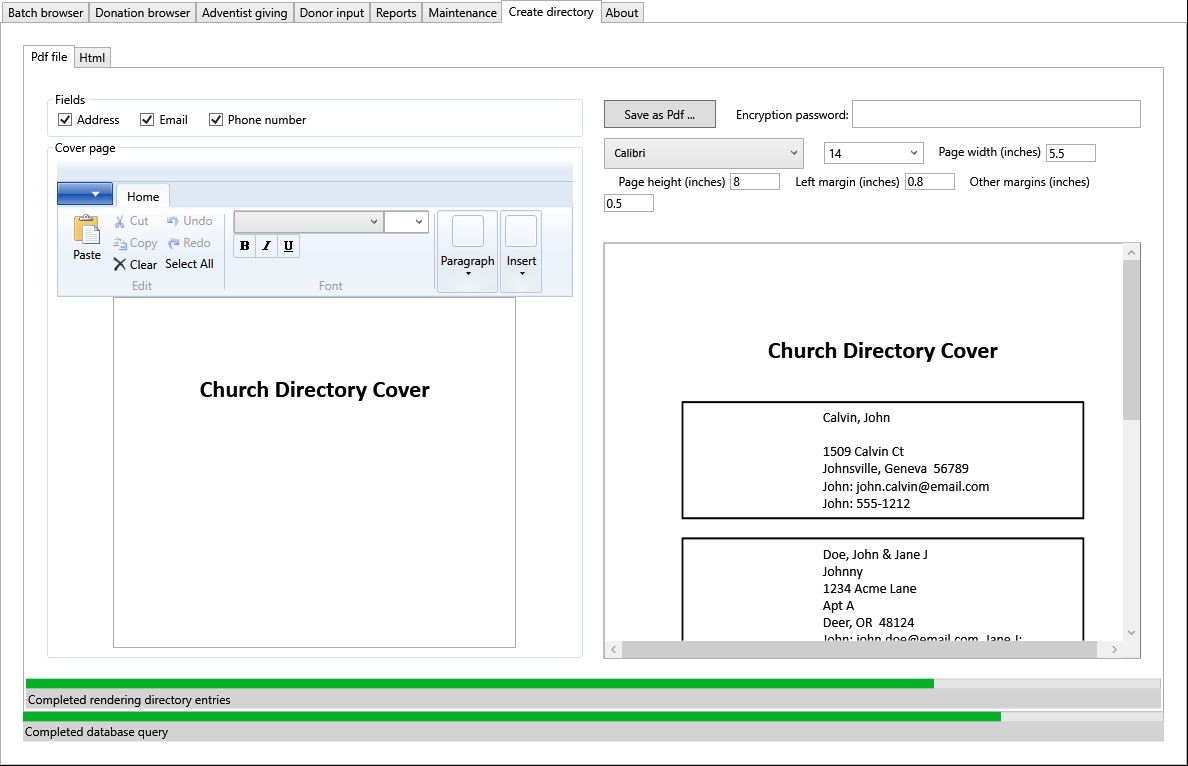 Batch browser Donation browser Adventist giving Donor input Reports Maintenance Create directory About
Pdf file Html
Fields
Address Email Phone number
Cover page
Home
Paste
Cut Undo
Copy Redo
Clear Select All
Edit
B I U
Font
Paragraph
Insert
Church Directory Cover
Save as Pdf ... Encryption password:
Calibri 14 Page width (inches) 5.5
Page height (inches) 8 Left margin (inches) 0.8 Other margins (inches)
0.5
Church Directory Cover
Calvin, John
1509 Calvin Ct
Johnsville, Geneva 56789
John: john.calvin@email.com
John: 555-1212
Doe, John & Jane J
Johnny
1234 Acme Lane
Apt A
Deer, OR 48124
John: john.doe@email.com, Jane J:
Completed rendering directory entries
Completed database query